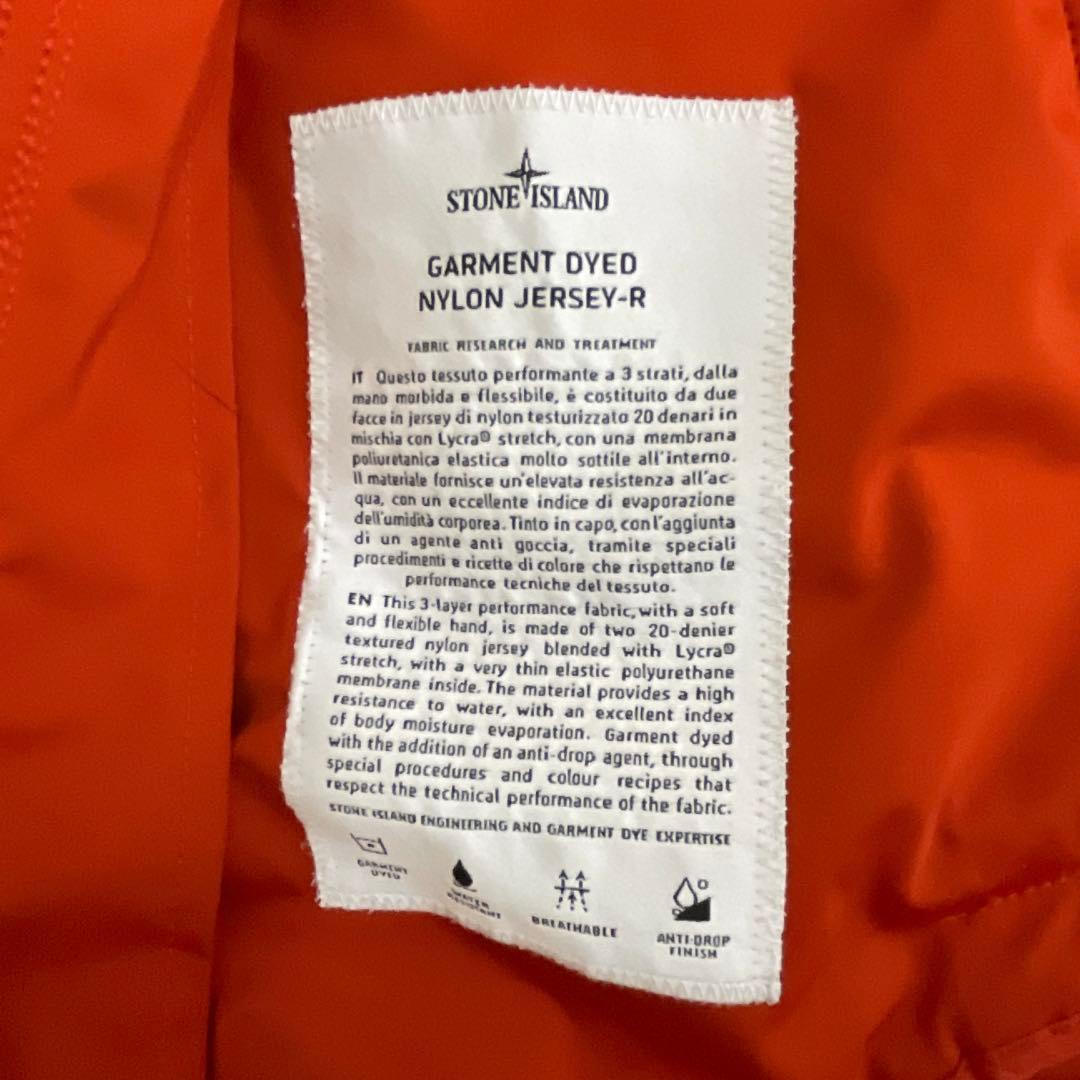 STONE ISLAND
GARMENT DYED
NYLON JERSEY-R
FABRIC RESEARCH AND TREATMENT
IT Questo tessuto performante a 3 strati, dalla
mano morbida e flessibile, è costituito da due
facce in jersey di nylon testurizzato 20 denari in
mischia con Lycra® stretch, con una membrana
poliuretanica elastica molto sottile all'interno.
Il materiale fornisce un'elevata resistenza all'ac-
qua, con un eccellente indice di evaporazione
dell'umidità corporea. Tinto in capo, con l'aggiunta
di un agente anti goccia, tramite speciali
procedimenti e ricette di colore che rispettano le
performance tecniche del tessuto.
EN This 3-layer performance fabric, with a soft
and flexible hand, is made of two 20-denier
textured nylon jersey blended with Lycra®
stretch, with a very thin elastic polyurethane
membrane inside. The material provides a high
resistance to water, with an excellent index
of body moisture evaporation. Garment dyed
with the addition of an anti-drop agent, through
special procedures and colour recipes that
respect the technical performance of the fabric.
STONE ISLAND ENGINEERING AND GARMENT DYE EXPERTISE
GARMENT
DYED
WATER
RESISTANT
BREATHABLE
ANTI-DROP
FINISH